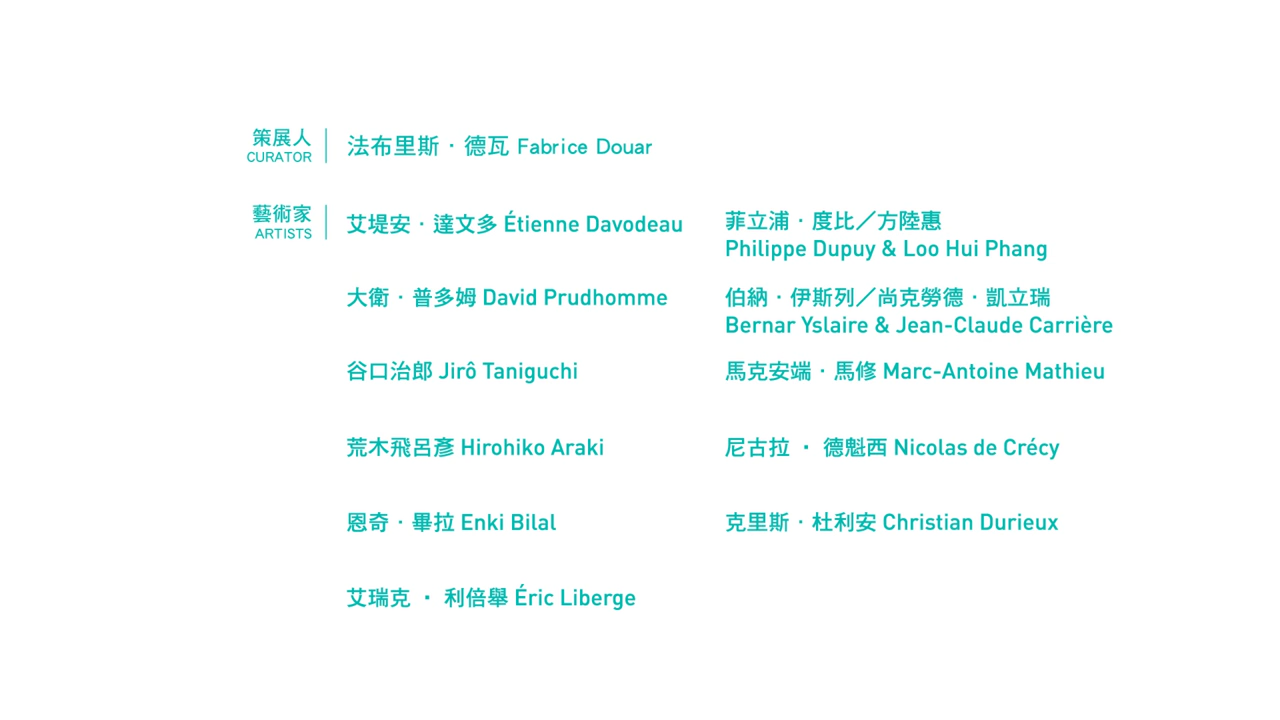 策展人
CURATOR
法布里斯·德瓦 Fabrice Douar
藝術家
ARTISTS
艾堤安·達文多 Étienne Davodeau
菲立浦·度比／方陸惠
Philippe Dupuy & Loo Hui Phang
大衛·普多姆 David Prudhomme
伯納·伊斯列／尚克勞德·凱立瑞
Bernar Yslaire & Jean-Claude Carrière
谷口治郎 Jirô Taniguchi
馬克安端·馬修 Marc-Antoine Mathieu
荒木飛呂彥 Hirohiko Araki
尼古拉 · 德魁西 Nicolas de Crécy
恩奇·畢拉 Enki Bilal
克里斯·杜利安 Christian Durieux
艾瑞克 · 利倍舉 Éric Liberge